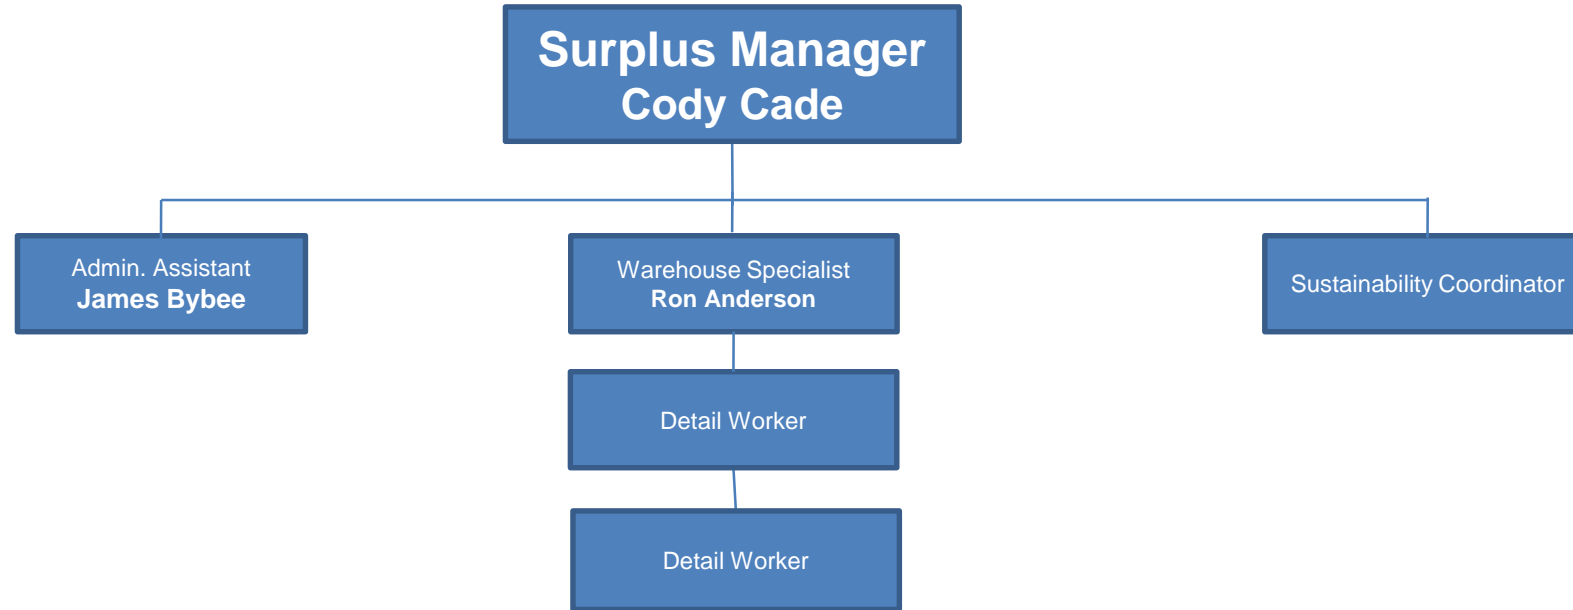 Surplus Manager
Cody Cade
Admin. Assistant
James Bybee
Warehouse Specialist
Ron Anderson
Sustainability Coordinator
Detail Worker
Detail Worker